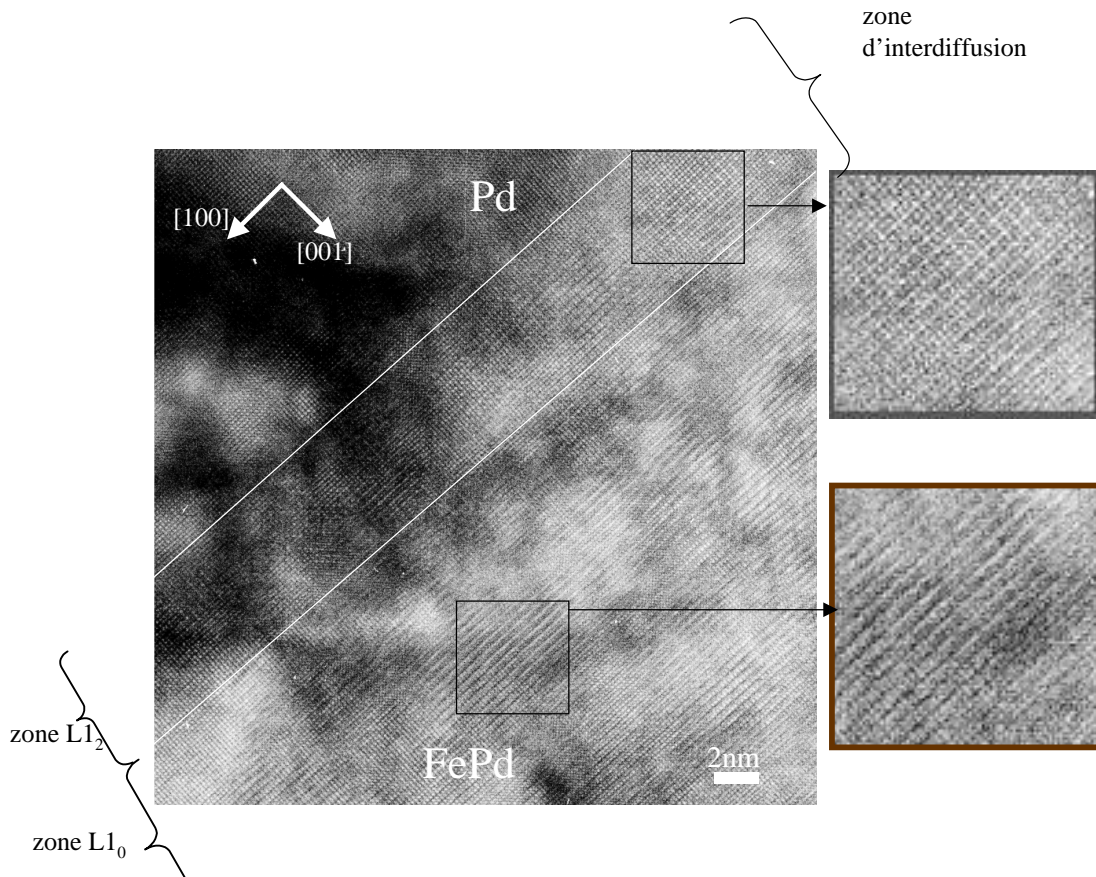 zone
d’interdiffusion
Pd
[100]
[001]
zone L1₂
FePd
2nm
zone L1₀